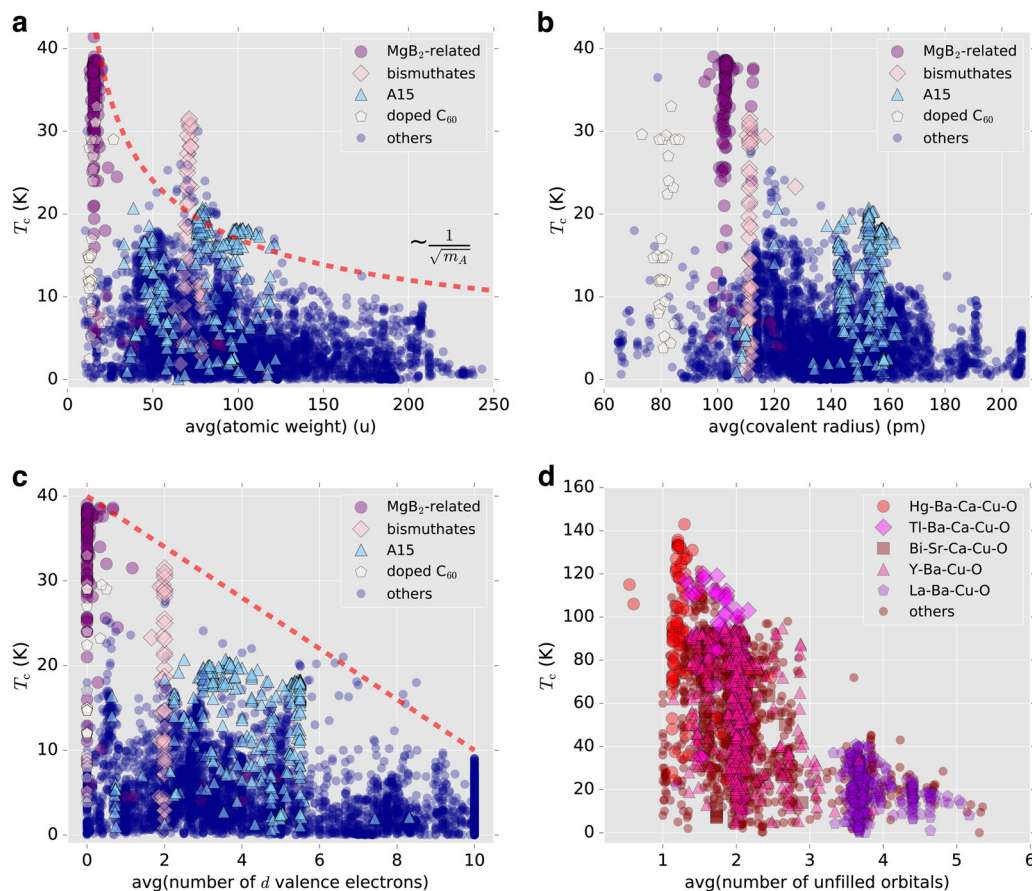 a
T_c (K)
40
30
20
10
0
MgB₂-related
bismuthates
A15
doped C₆₀
others
~ 1/√m_A
0 50 100 150 200 250
avg(atomic weight) (u)
b
T_c (K)
40
30
20
10
0
MgB₂-related
bismuthates
A15
doped C₆₀
others
60 80 100 120 140 160 180 200
avg(covalent radius) (pm)
c
T_c (K)
40
30
20
10
0
MgB₂-related
bismuthates
A15
doped C₆₀
others
0 2 4 6 8 10
avg(number of d valence electrons)
d
T_c (K)
160
140
120
100
80
60
40
20
0
Hg-Ba-Ca-Cu-O
Tl-Ba-Ca-Cu-O
Bi-Sr-Ca-Cu-O
Y-Ba-Cu-O
La-Ba-Cu-O
others
1 2 3 4 5 6
avg(number of unfilled orbitals)